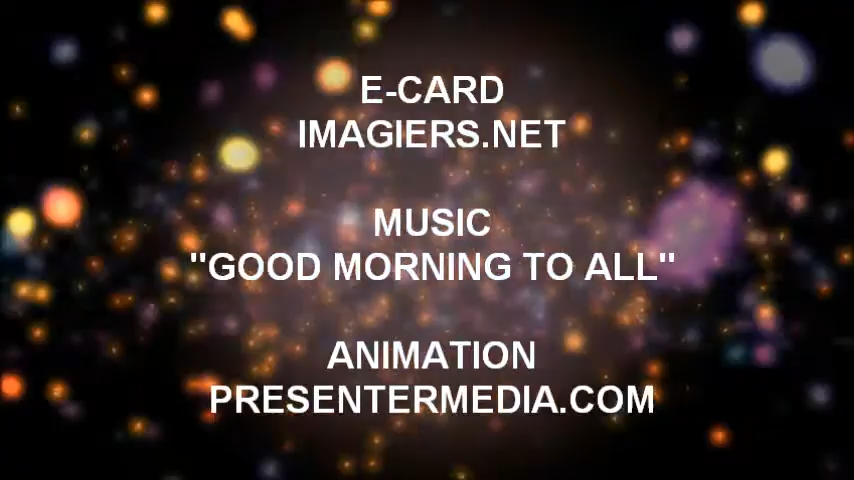 E-CARD
IMAGIERS.NET
MUSIC
"GOOD MORNING TO ALL"
ANIMATION
PRESENTERMEDIA.COM